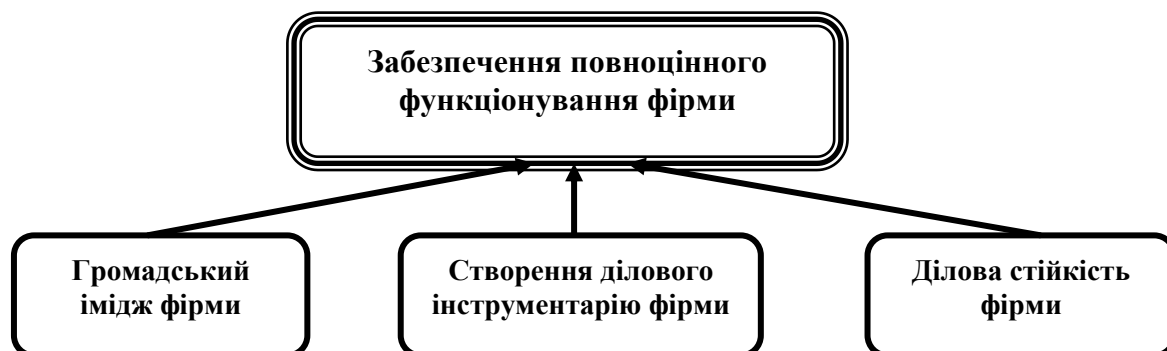 Забезпечення повноцінного
функціонування фірми
Громадський
імідж фірми
Створення ділового
інструментарію фірми
Ділова стійкість
фірми